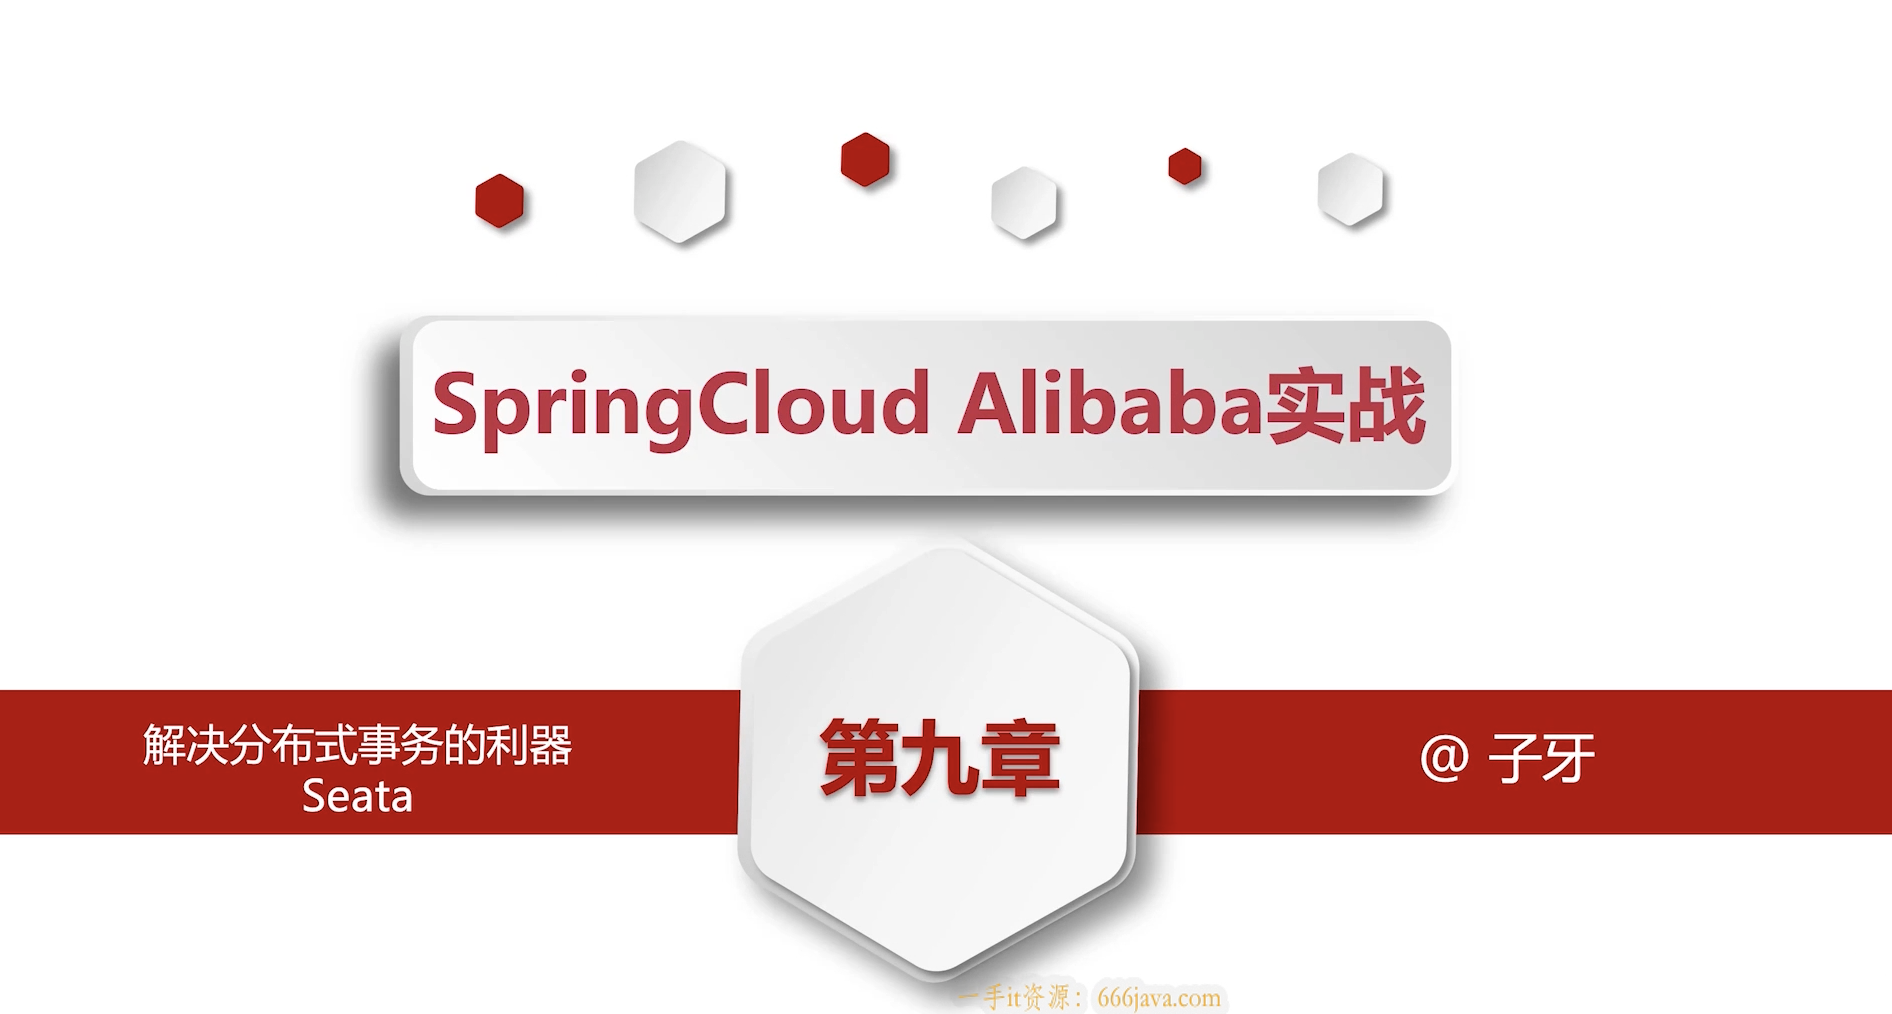 SpringCloud Alibaba实战
解决分布式事务的利器
Seata
第九章
@ 子牙
一手it资源：666java.com